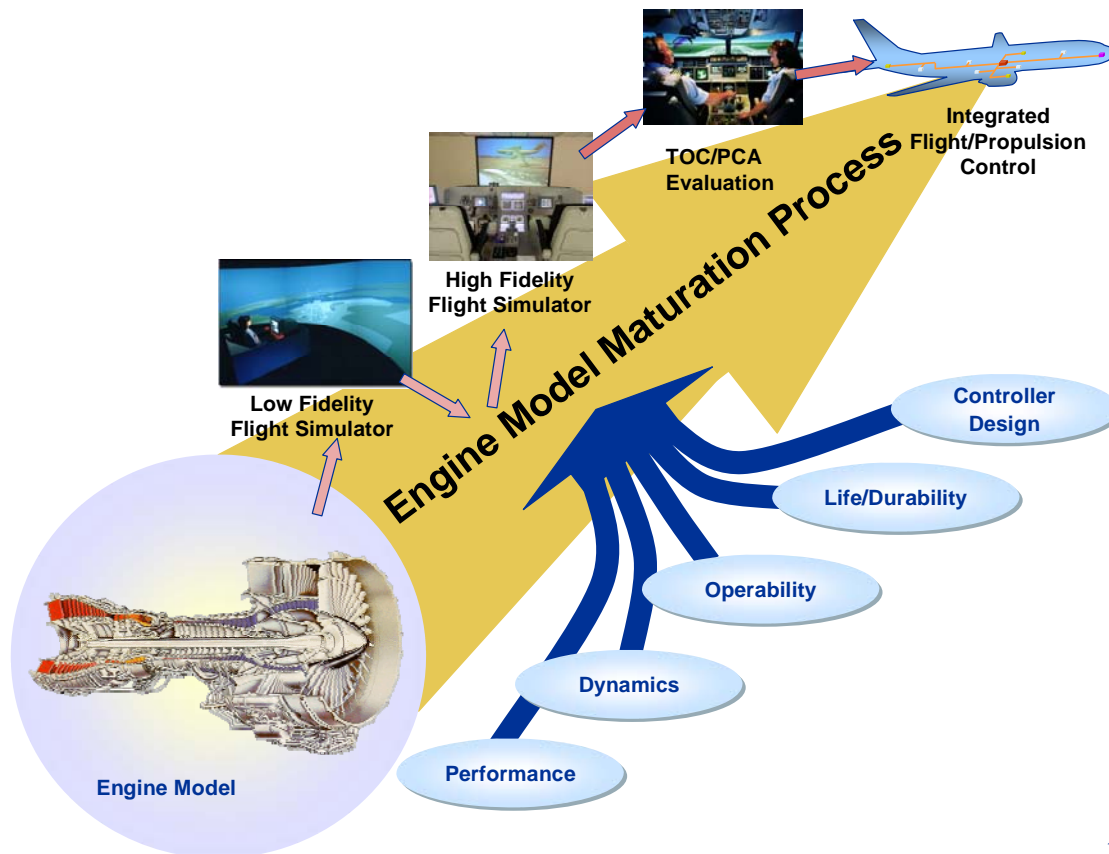 TOC/PCA
Evaluation
Integrated
Flight/Propulsion
Control
High Fidelity
Flight Simulator
Low Fidelity
Flight Simulator
Engine Model Maturation Process
Controller
Design
Life/Durability
Operability
Dynamics
Performance
Engine Model